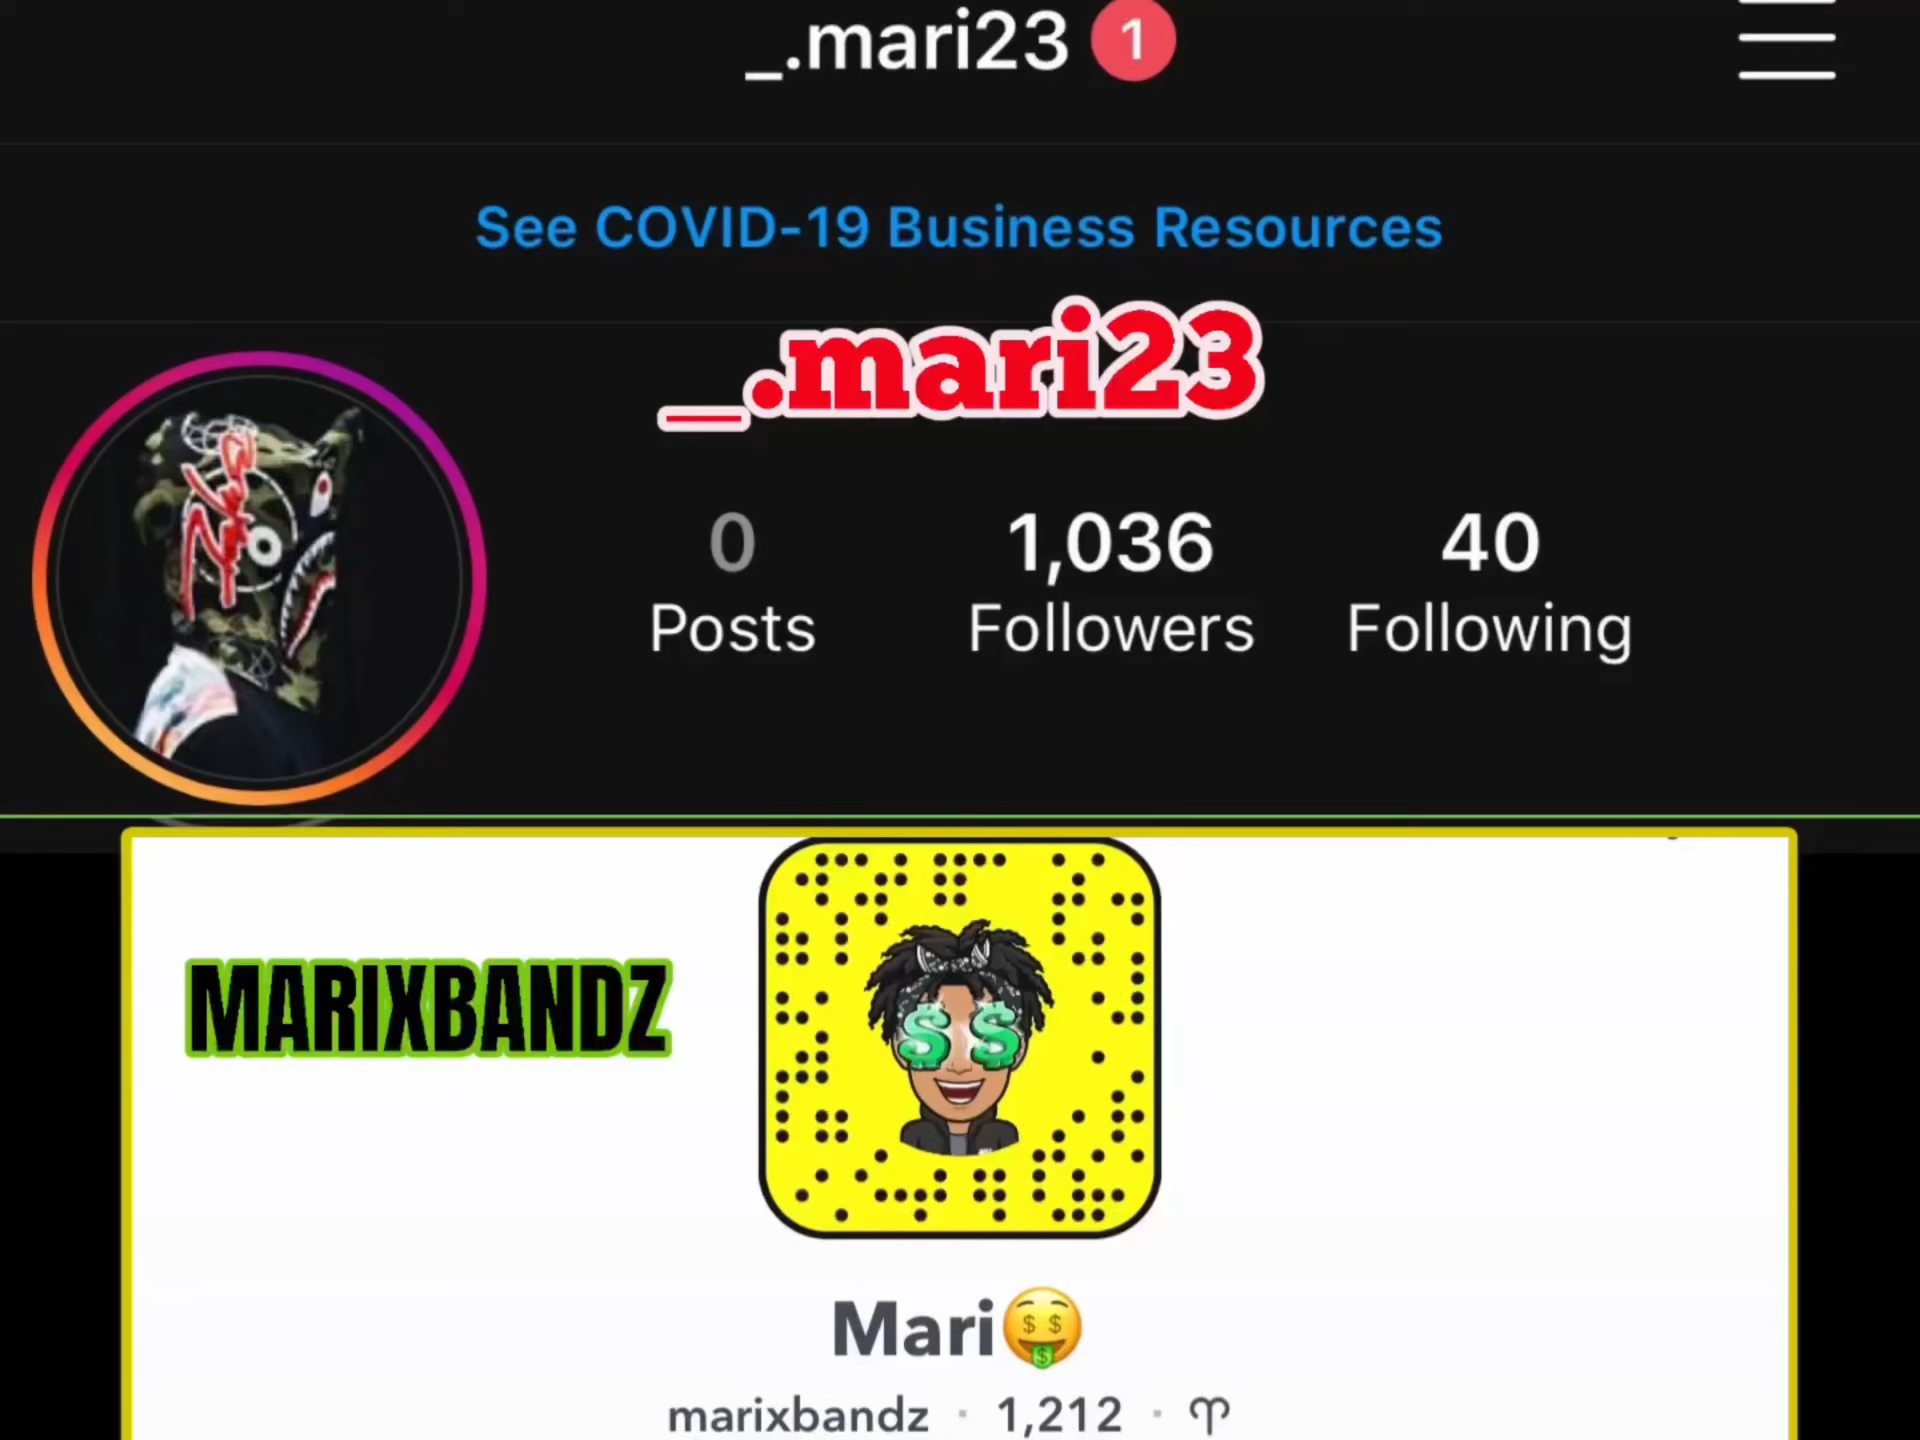 _.mari23 1
See COVID-19 Business Resources
_.mari23
0 1,036 40
Posts Followers Following
MARIXBANDZ
$ $
Mari🤑
marixbandz · 1,212 · ♈︎